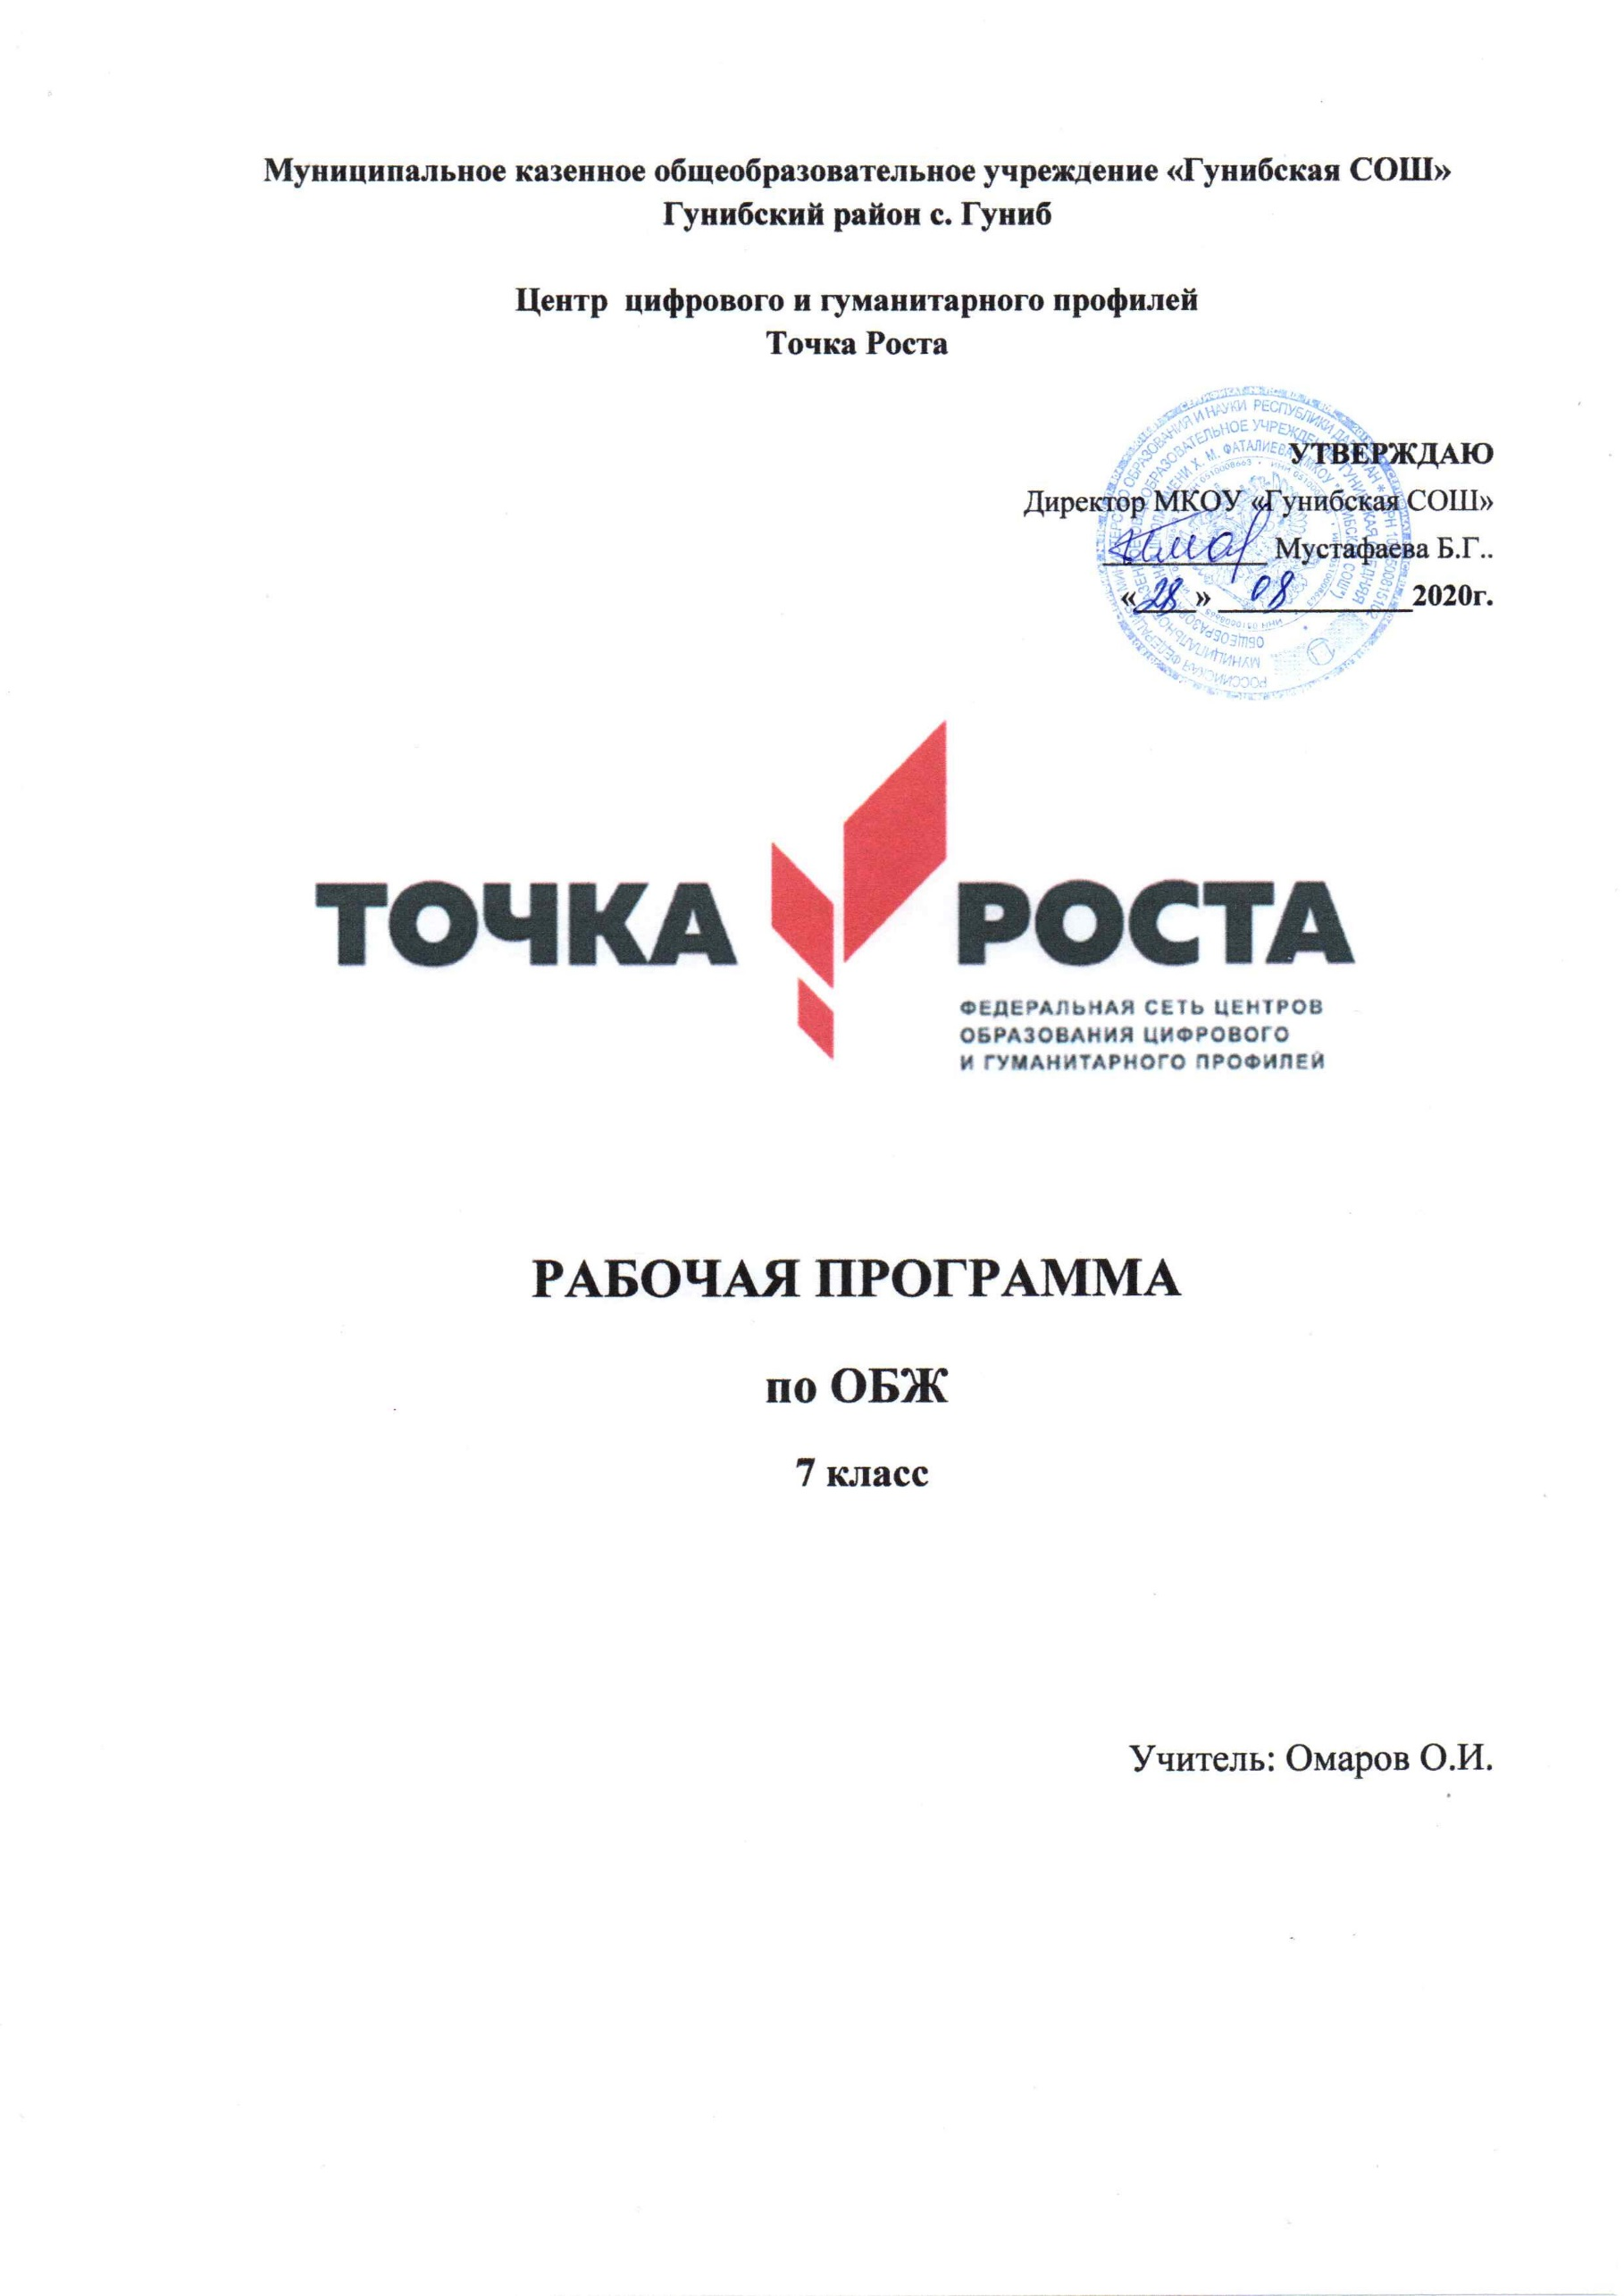 Муниципальное казенное общеобразовательное учреждение «Гунибская СОШ»
Гунибский район с. Гуниб
Центр цифрового и гуманитарного профилей
Точка Роста
УТВЕРЖДАЮ
Директор МКОУ «Гунибская СОШ»
Мустафаева Б.Г..
«28» 08 2020г.
ТОЧКА РОСТА
ФЕДЕРАЛЬНАЯ СЕТЬ ЦЕНТРОВ
ОБРАЗОВАНИЯ ЦИФРОВОГО
И ГУМАНИТАРНОГО ПРОФИЛЕЙ
РАБОЧАЯ ПРОГРАММА
по ОБЖ
7 класс
Учитель: Омаров О.И.